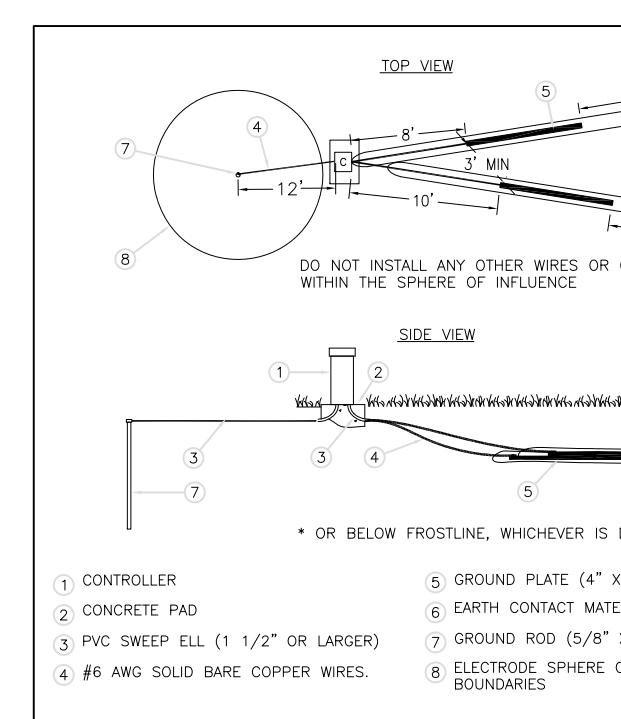 TOP VIEW
5
4
8'
7
C
3' MIN
12'
10'
8
DO NOT INSTALL ANY OTHER WIRES OR
WITHIN THE SPHERE OF INFLUENCE
SIDE VIEW
1
2
3
3
4
7
5
* OR BELOW FROSTLINE, WHICHEVER IS
1 CONTROLLER
2 CONCRETE PAD
3 PVC SWEEP ELL (1 1/2" OR LARGER)
4 #6 AWG SOLID BARE COPPER WIRES.
5 GROUND PLATE (4" X
6 EARTH CONTACT MATE
7 GROUND ROD (5/8" X
8 ELECTRODE SPHERE O
BOUNDARIES